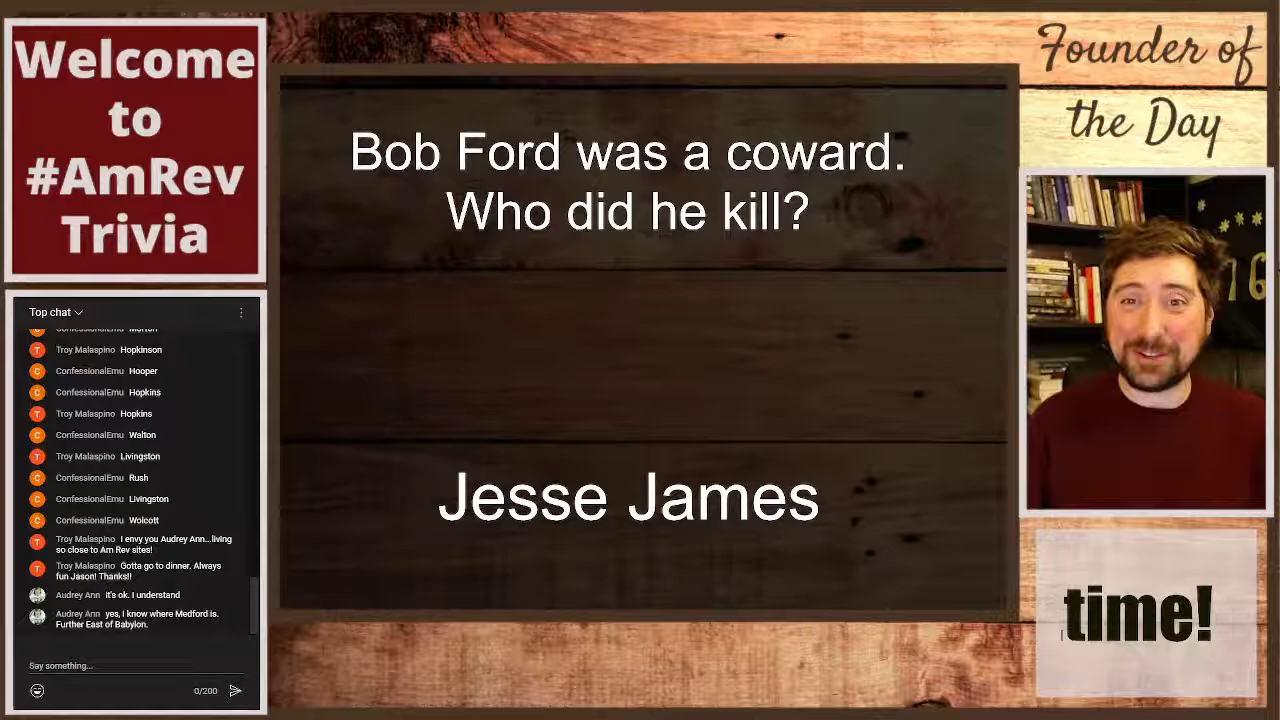 Welcome
to
#AmRev
Trivia
Bob Ford was a coward.
Who did he kill?
Jesse James
Founder of
the Day
time!
Top chat
ConfessionalEmu Morton
Troy Malaspino Hopkinson
ConfessionalEmu Hooper
ConfessionalEmu Hopkins
Troy Malaspino Hopkins
ConfessionalEmu Walton
Troy Malaspino Livingston
ConfessionalEmu Rush
ConfessionalEmu Livingston
ConfessionalEmu Wolcott
Troy Malaspino I envy you Audrey Ann...living
so close to Am Rev sites!
Troy Malaspino Gotta go to dinner. Always
fun Jason! Thanks!!
Audrey Ann it's ok. I understand
Audrey Ann yes, I know where Medford is.
Further East of Babylon.
Say something...
0/200